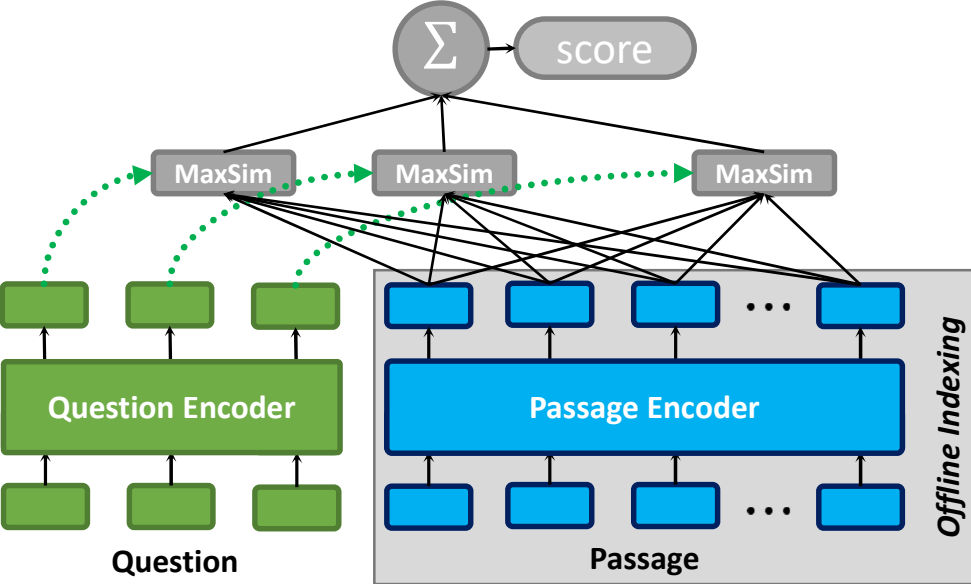 Σ
score
MaxSim
MaxSim
MaxSim
Question Encoder
Passage Encoder
Offline Indexing
Question
Passage